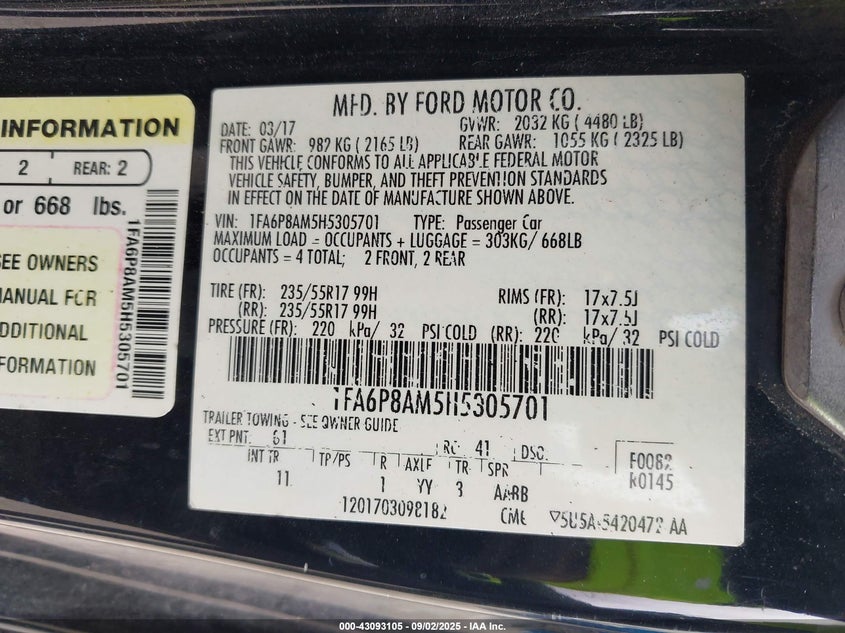 INFORMATION
2 REAR: 2
or 668 lbs.
SEE OWNERS
MANUAL FOR
ADDITIONAL
INFORMATION
1FA6P8AM5H5305701
MFD. BY FORD MOTOR CO.
DATE: 03/17 GVWR: 2032 KG ( 4480 LB)
FRONT GAWR: 982 KG ( 2165 LB) REAR GAWR: 1055 KG ( 2325 LB)
THIS VEHICLE CONFORMS TO ALL APPLICABLE FEDERAL MOTOR
VEHICLE SAFETY, BUMPER, AND THEFT PREVENTION STANDARDS
IN EFFECT ON THE DATE OF MANUFACTURE SHOWN ABOVE.
VIN: 1FA6P8AM5H5305701 TYPE: Passenger Car
MAXIMUM LOAD = OCCUPANTS + LUGGAGE = 303KG/ 668LB
OCCUPANTS = 4 TOTAL; 2 FRONT, 2 REAR
TIRE (FR): 235/55R17 99H RIMS (FR): 17x7.5J
(RR): 235/55R17 99H (RR): 17x7.5J
PRESSURE (FR): 220 kPa/ 32 PSI COLD (RR): 220 kPa/ 32 PSI COLD
1FA6P8AM5H5305701
TRAILER TOWING - SEE OWNER GUIDE
EXT PNT: G1 RC: 41 DSO: F0082
INT TR TP/PS R AXLE TR SPR R0145
11 1 YY 3 AARB
1201703098182 CME ▽5U5A-5420472 AA
000-43093105 - 09/02/2025 - IAA Inc.